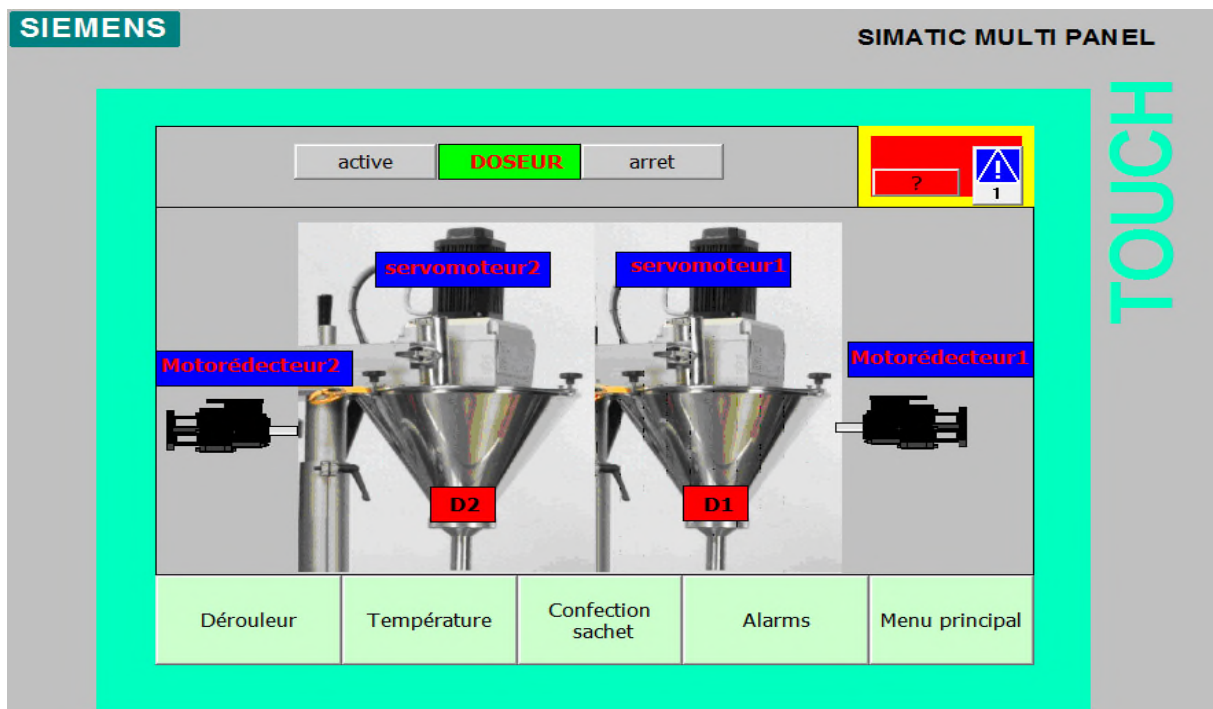 SIEMENS
SIMATIC MULTI PANEL
TOUCH
active
DOSEUR
arret
?
1
servomoteur2
servomoteur1
Motorédecteur2
Motorédecteur1
D2
D1
Dérouleur
Température
Confection
sachet
Alarms
Menu principal